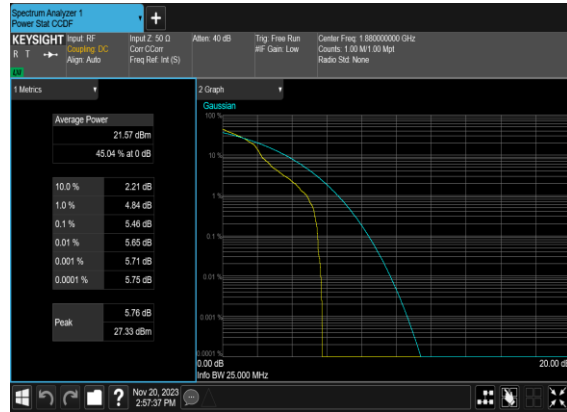 Spectrum Analyzer 1
Power Stat CCDF
+
KEYSIGHT
R T
LW
Input: RF
Coupling: DC
Align: Auto
Input Z: 50 Ω
Corr CCorr
Freq Ref: Int (S)
Atten: 40 dB
Trig: Free Run
#IF Gain: Low
Center Freq: 1.880000000 GHz
Counts: 1.00 M/1.00 Mpt
Radio Std: None
1 Metrics
Average Power
21.57 dBm
45.04 % at 0 dB
10.0 % 2.21 dB
1.0 % 4.84 dB
0.1 % 5.46 dB
0.01 % 5.65 dB
0.001 % 5.71 dB
0.0001 % 5.75 dB
Peak
5.76 dB
27.33 dBm
2 Graph
Gaussian
100 %
10 %
1 %
0.1 %
0.01 %
0.001 %
0.0001 %
0.00 dB
20.00 dB
Info BW 25.000 MHz
?
Nov 20, 2023
2:57:37 PM